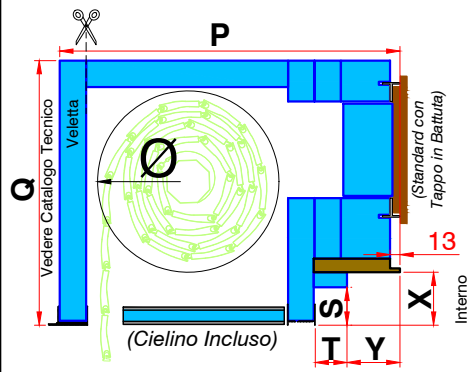 P
Q
Vedere Catalogo Tecnico
Veletta
Ø
(Standard con
Tappo in Battuta)
13
X
Interno
S
T
Y
(Cielino Incluso)